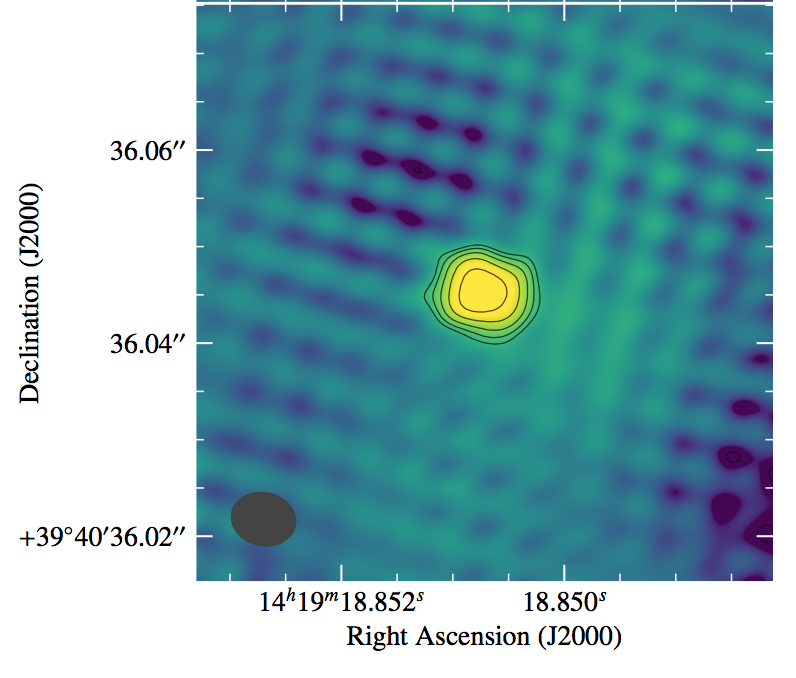 36.06″
36.04″
+39°40′36.02″
Declination (J2000)
14ʰ19ᵐ18.852ˢ
18.850ˢ
Right Ascension (J2000)